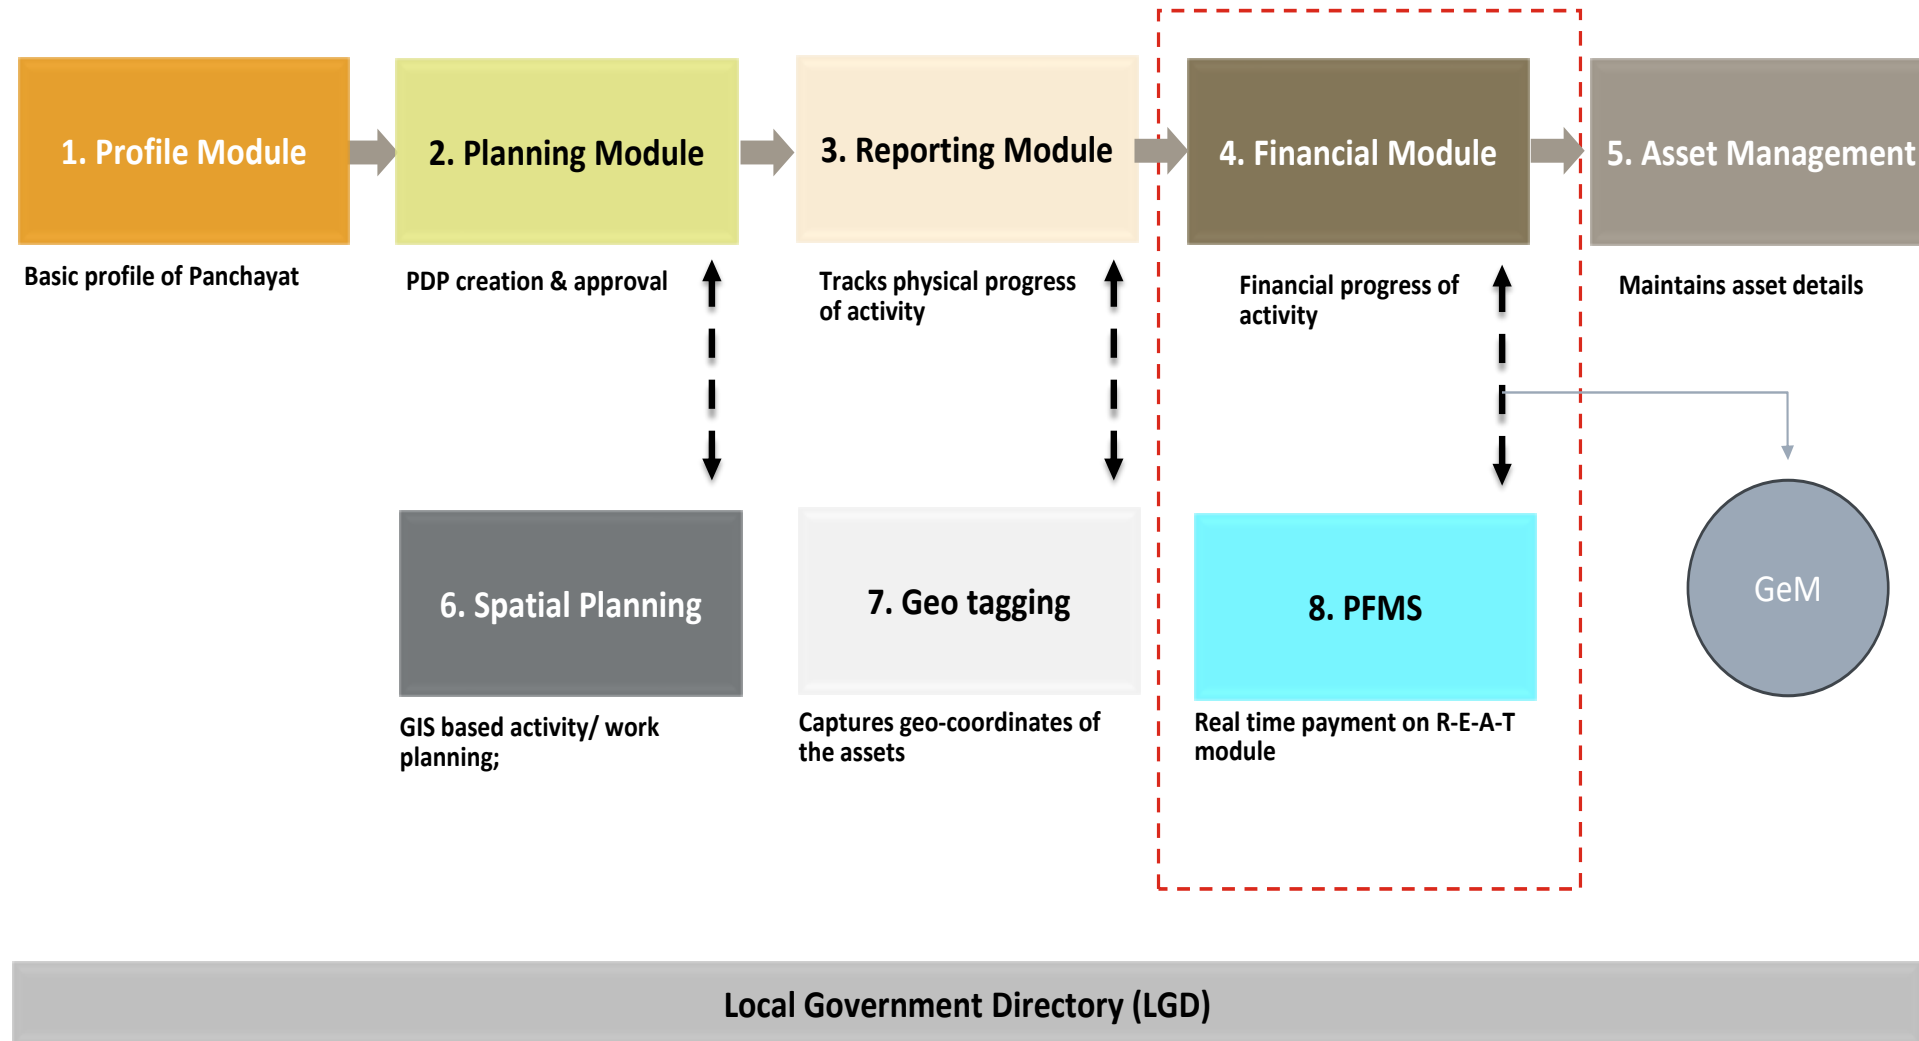 1. Profile Module
2. Planning Module
3. Reporting Module
4. Financial Module
5. Asset Management
Basic profile of Panchayat
PDP creation & approval
Tracks physical progress
of activity
Financial progress of
activity
Maintains asset details
6. Spatial Planning
7. Geo tagging
8. PFMS
GeM
GIS based activity/ work
planning;
Captures geo-coordinates of
the assets
Real time payment on R-E-A-T
module
Local Government Directory (LGD)